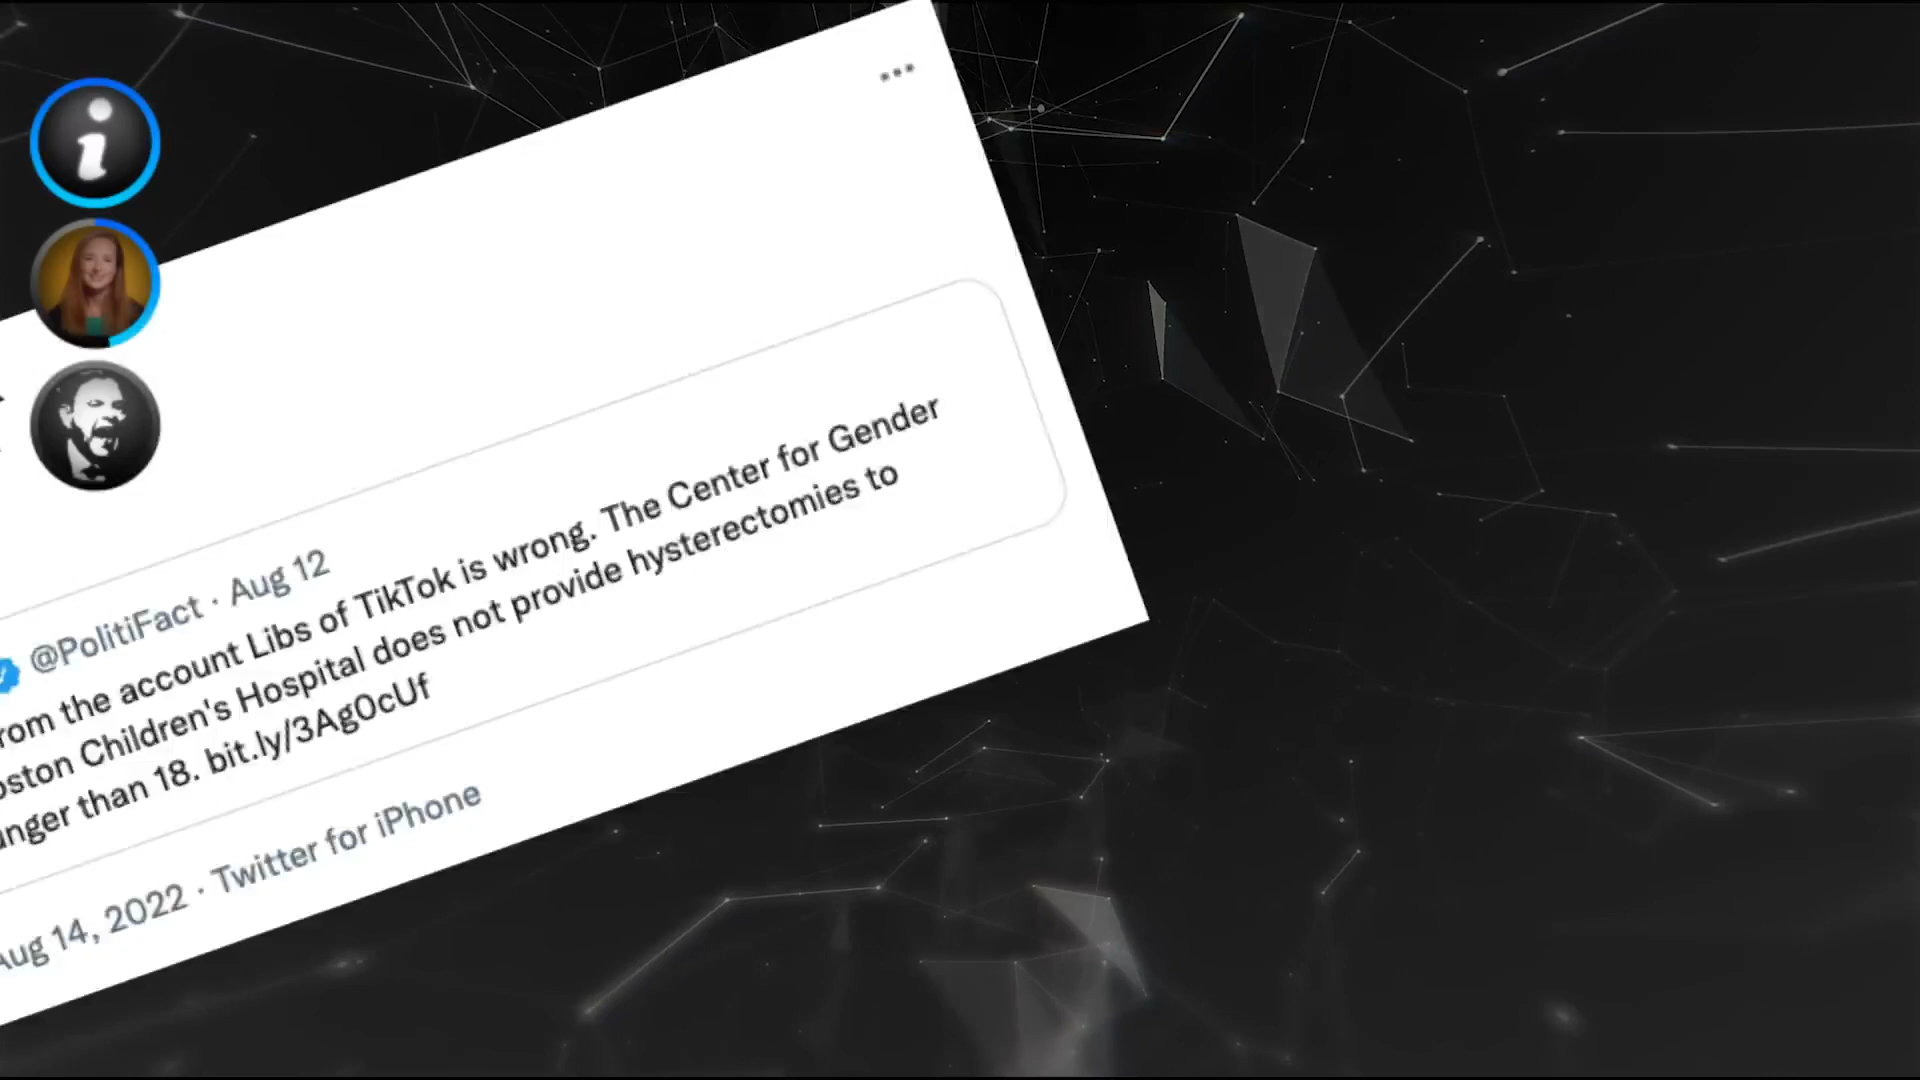 @PolitiFact · Aug 12
rom the account Libs of TikTok is wrong. The Center for Gender
oston Children's Hospital does not provide hysterectomies to
unger than 18. bit.ly/3Ag0cUf
Aug 14, 2022 · Twitter for iPhone